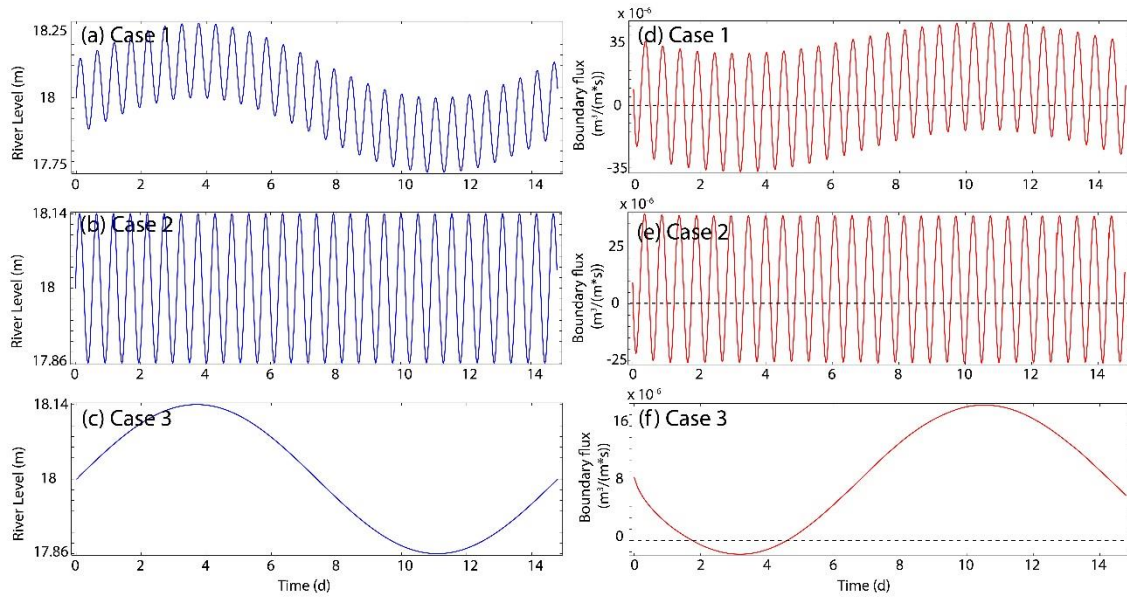 (a) Case 1
18.25
18
17.75
River Level (m)
0 2 4 6 8 10 12 14
(d) Case 1
x 10⁻⁶
35
0
-35
Boundary flux
(m³/(m*s))
0 2 4 6 8 10 12 14
(b) Case 2
18.14
18
17.86
River Level (m)
0 2 4 6 8 10 12 14
(e) Case 2
x 10⁻⁶
25
0
-25
Boundary flux
(m³/(m*s))
0 2 4 6 8 10 12 14
(c) Case 3
18.14
18
17.86
River Level (m)
0 2 4 6 8 10 12 14
Time (d)
(f) Case 3
x 10⁻⁶
16
8
0
Boundary flux
(m³/(m*s))
0 2 4 6 8 10 12 14
Time (d)